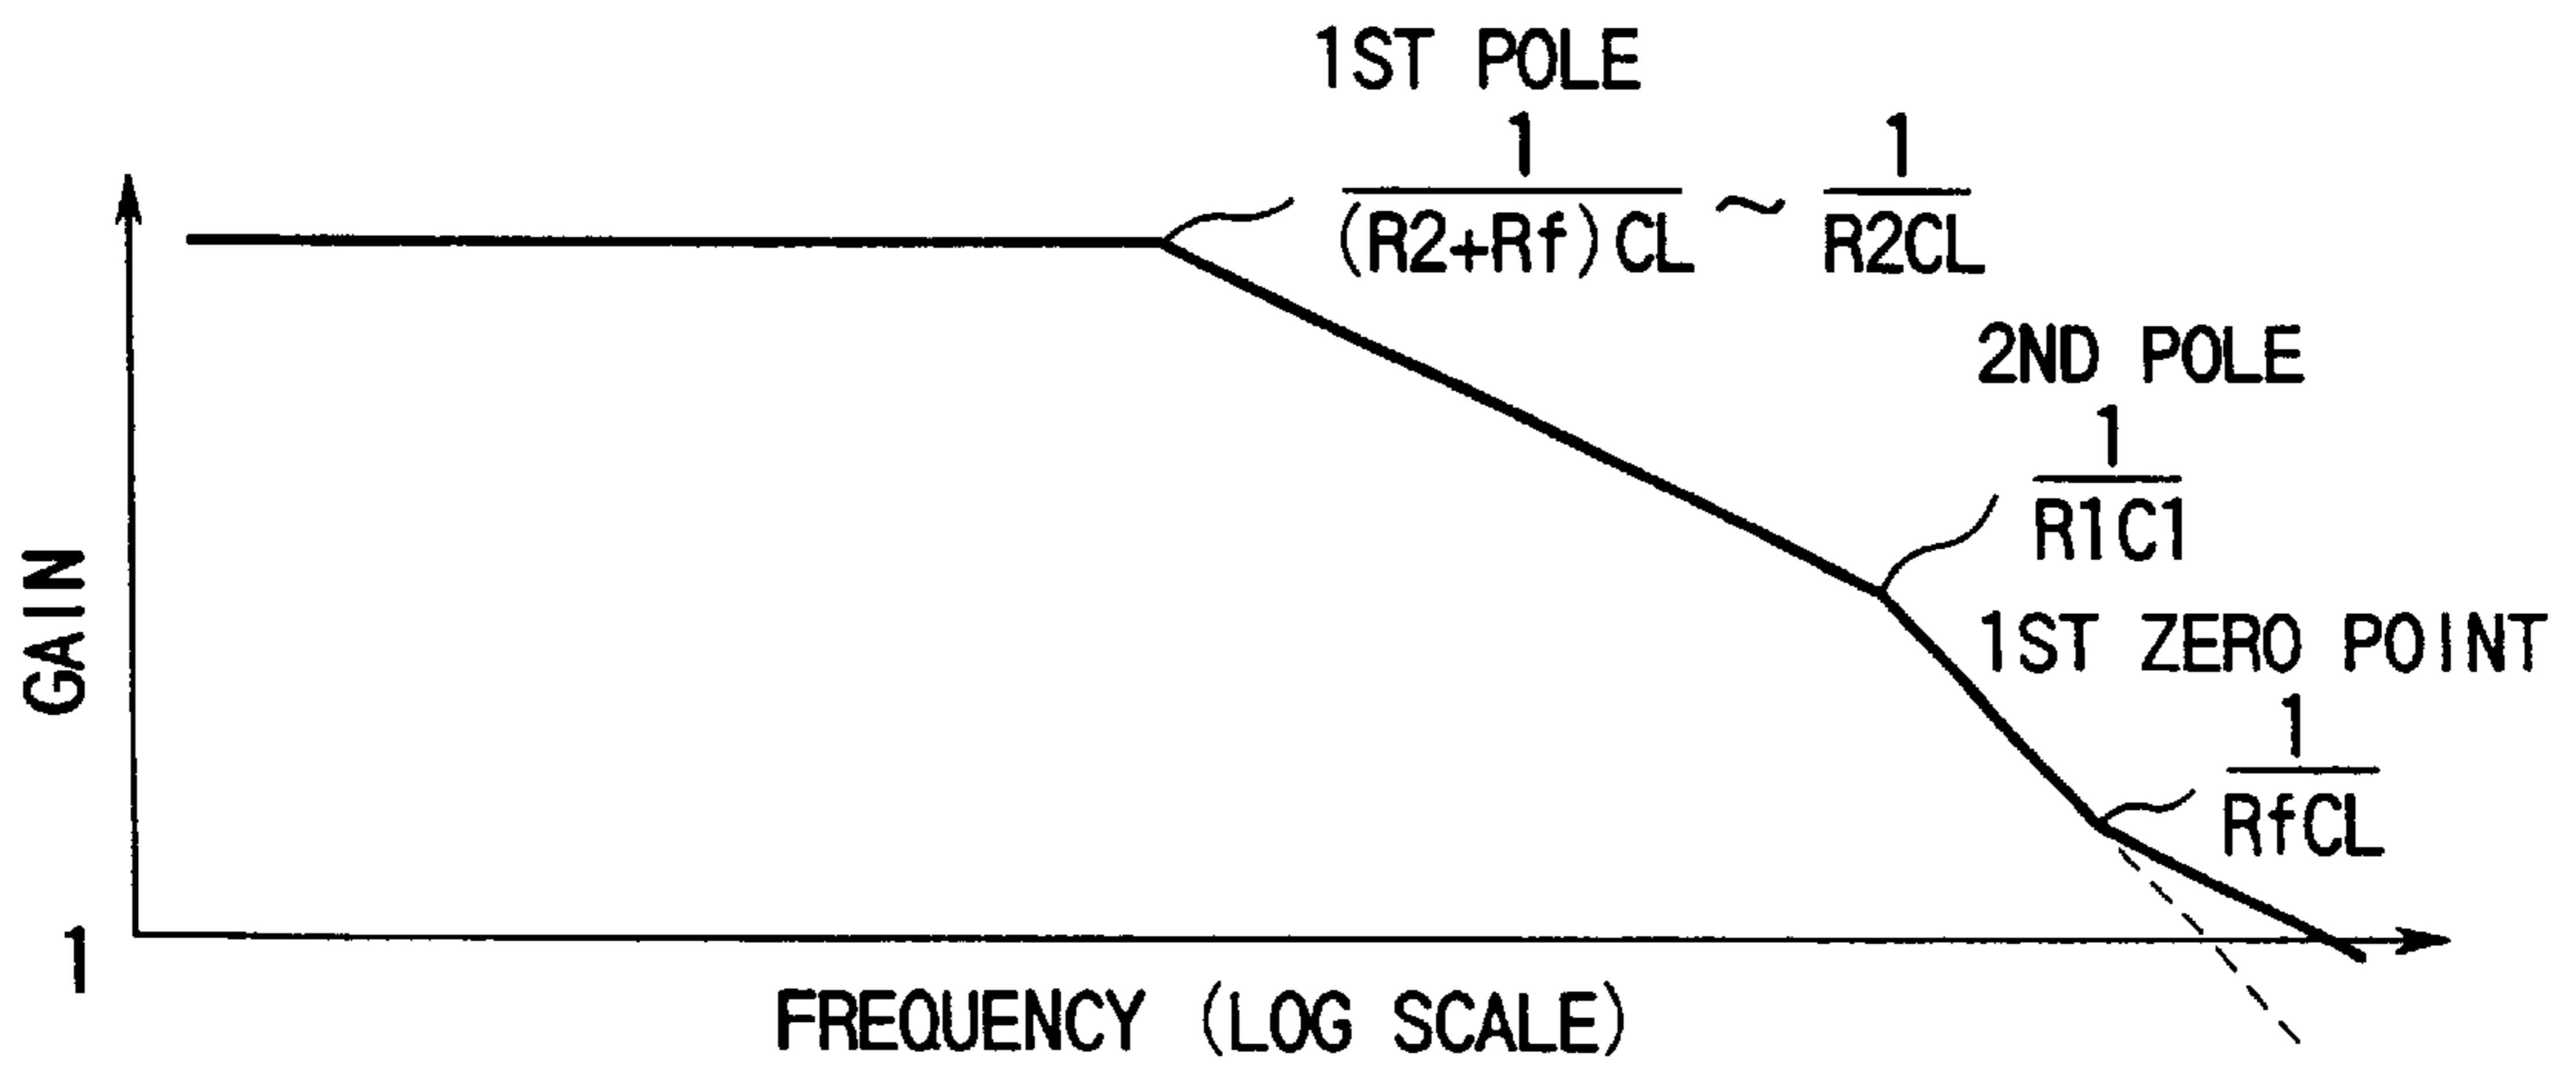 1ST POLE
1/(R2+Rf)CL ~ 1/R2CL
2ND POLE
1/R1C1
1ST ZERO POINT
1/RfCL
GAIN
1
FREQUENCY (LOG SCALE)